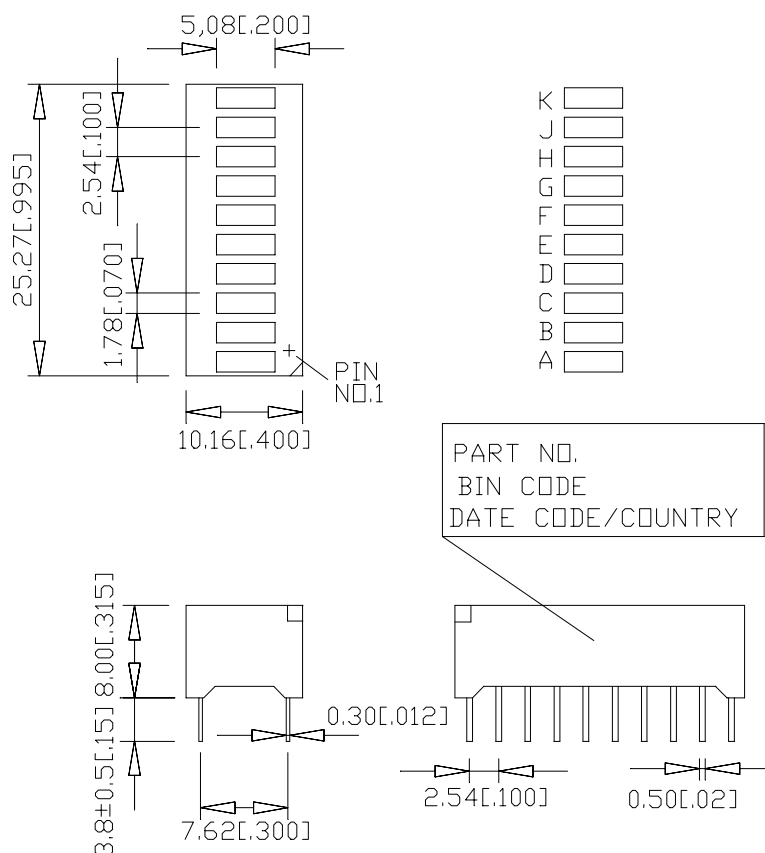 5,08[.200]
25.27[.995]
2.54[.100]
1.78[.070]
PIN
NO.1
10.16[.400]
K
J
H
G
F
E
D
C
B
A
PART NO.
BIN CODE
DATE CODE/COUNTRY
8.00[.315]
3.8±0.5[.15]
0.30[.012]
7.62[.300]
2.54[.100]
0.50[.02]